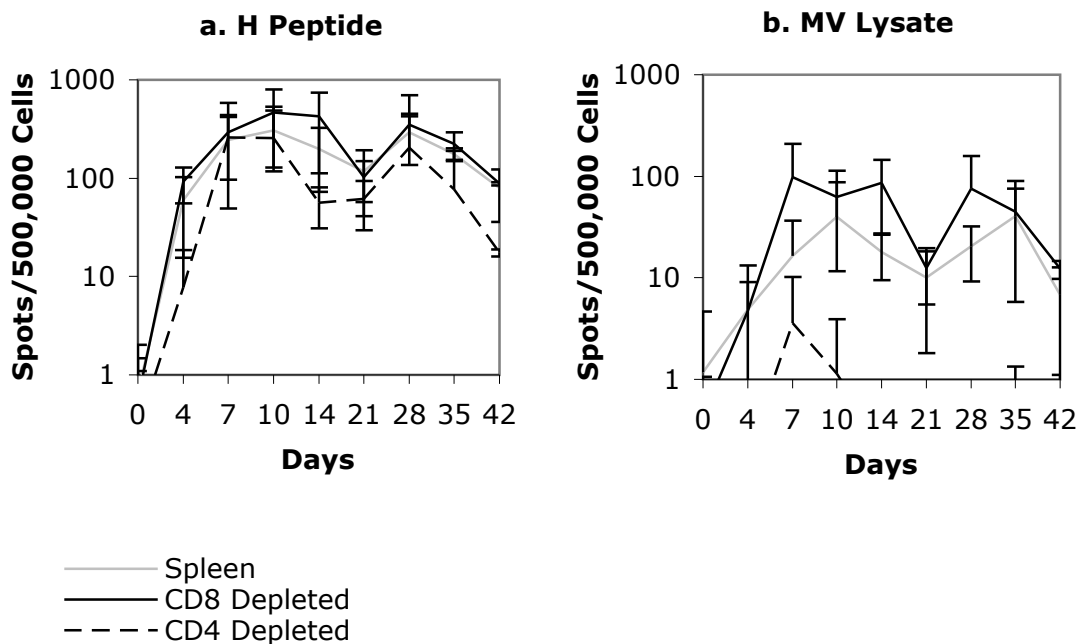 a. H Peptide
Spots/500,000 Cells
1000
100
10
1
0 4 7 10 14 21 28 35 42
Days
b. MV Lysate
Spots/500,000 Cells
1000
100
10
1
0 4 7 10 14 21 28 35 42
Days
Spleen
CD8 Depleted
CD4 Depleted